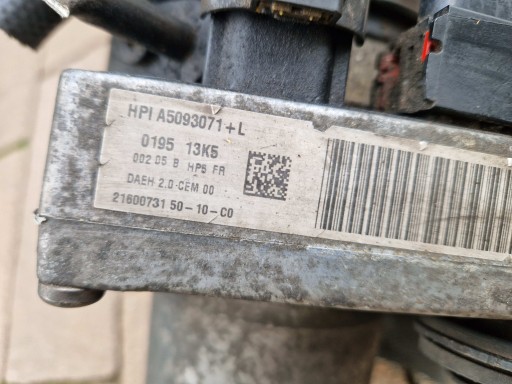 HPI A5093071+L
0195 13K5
002 05 B HP5 FR
DAEH 2.0 CEM 00
21600731 50-10-C0